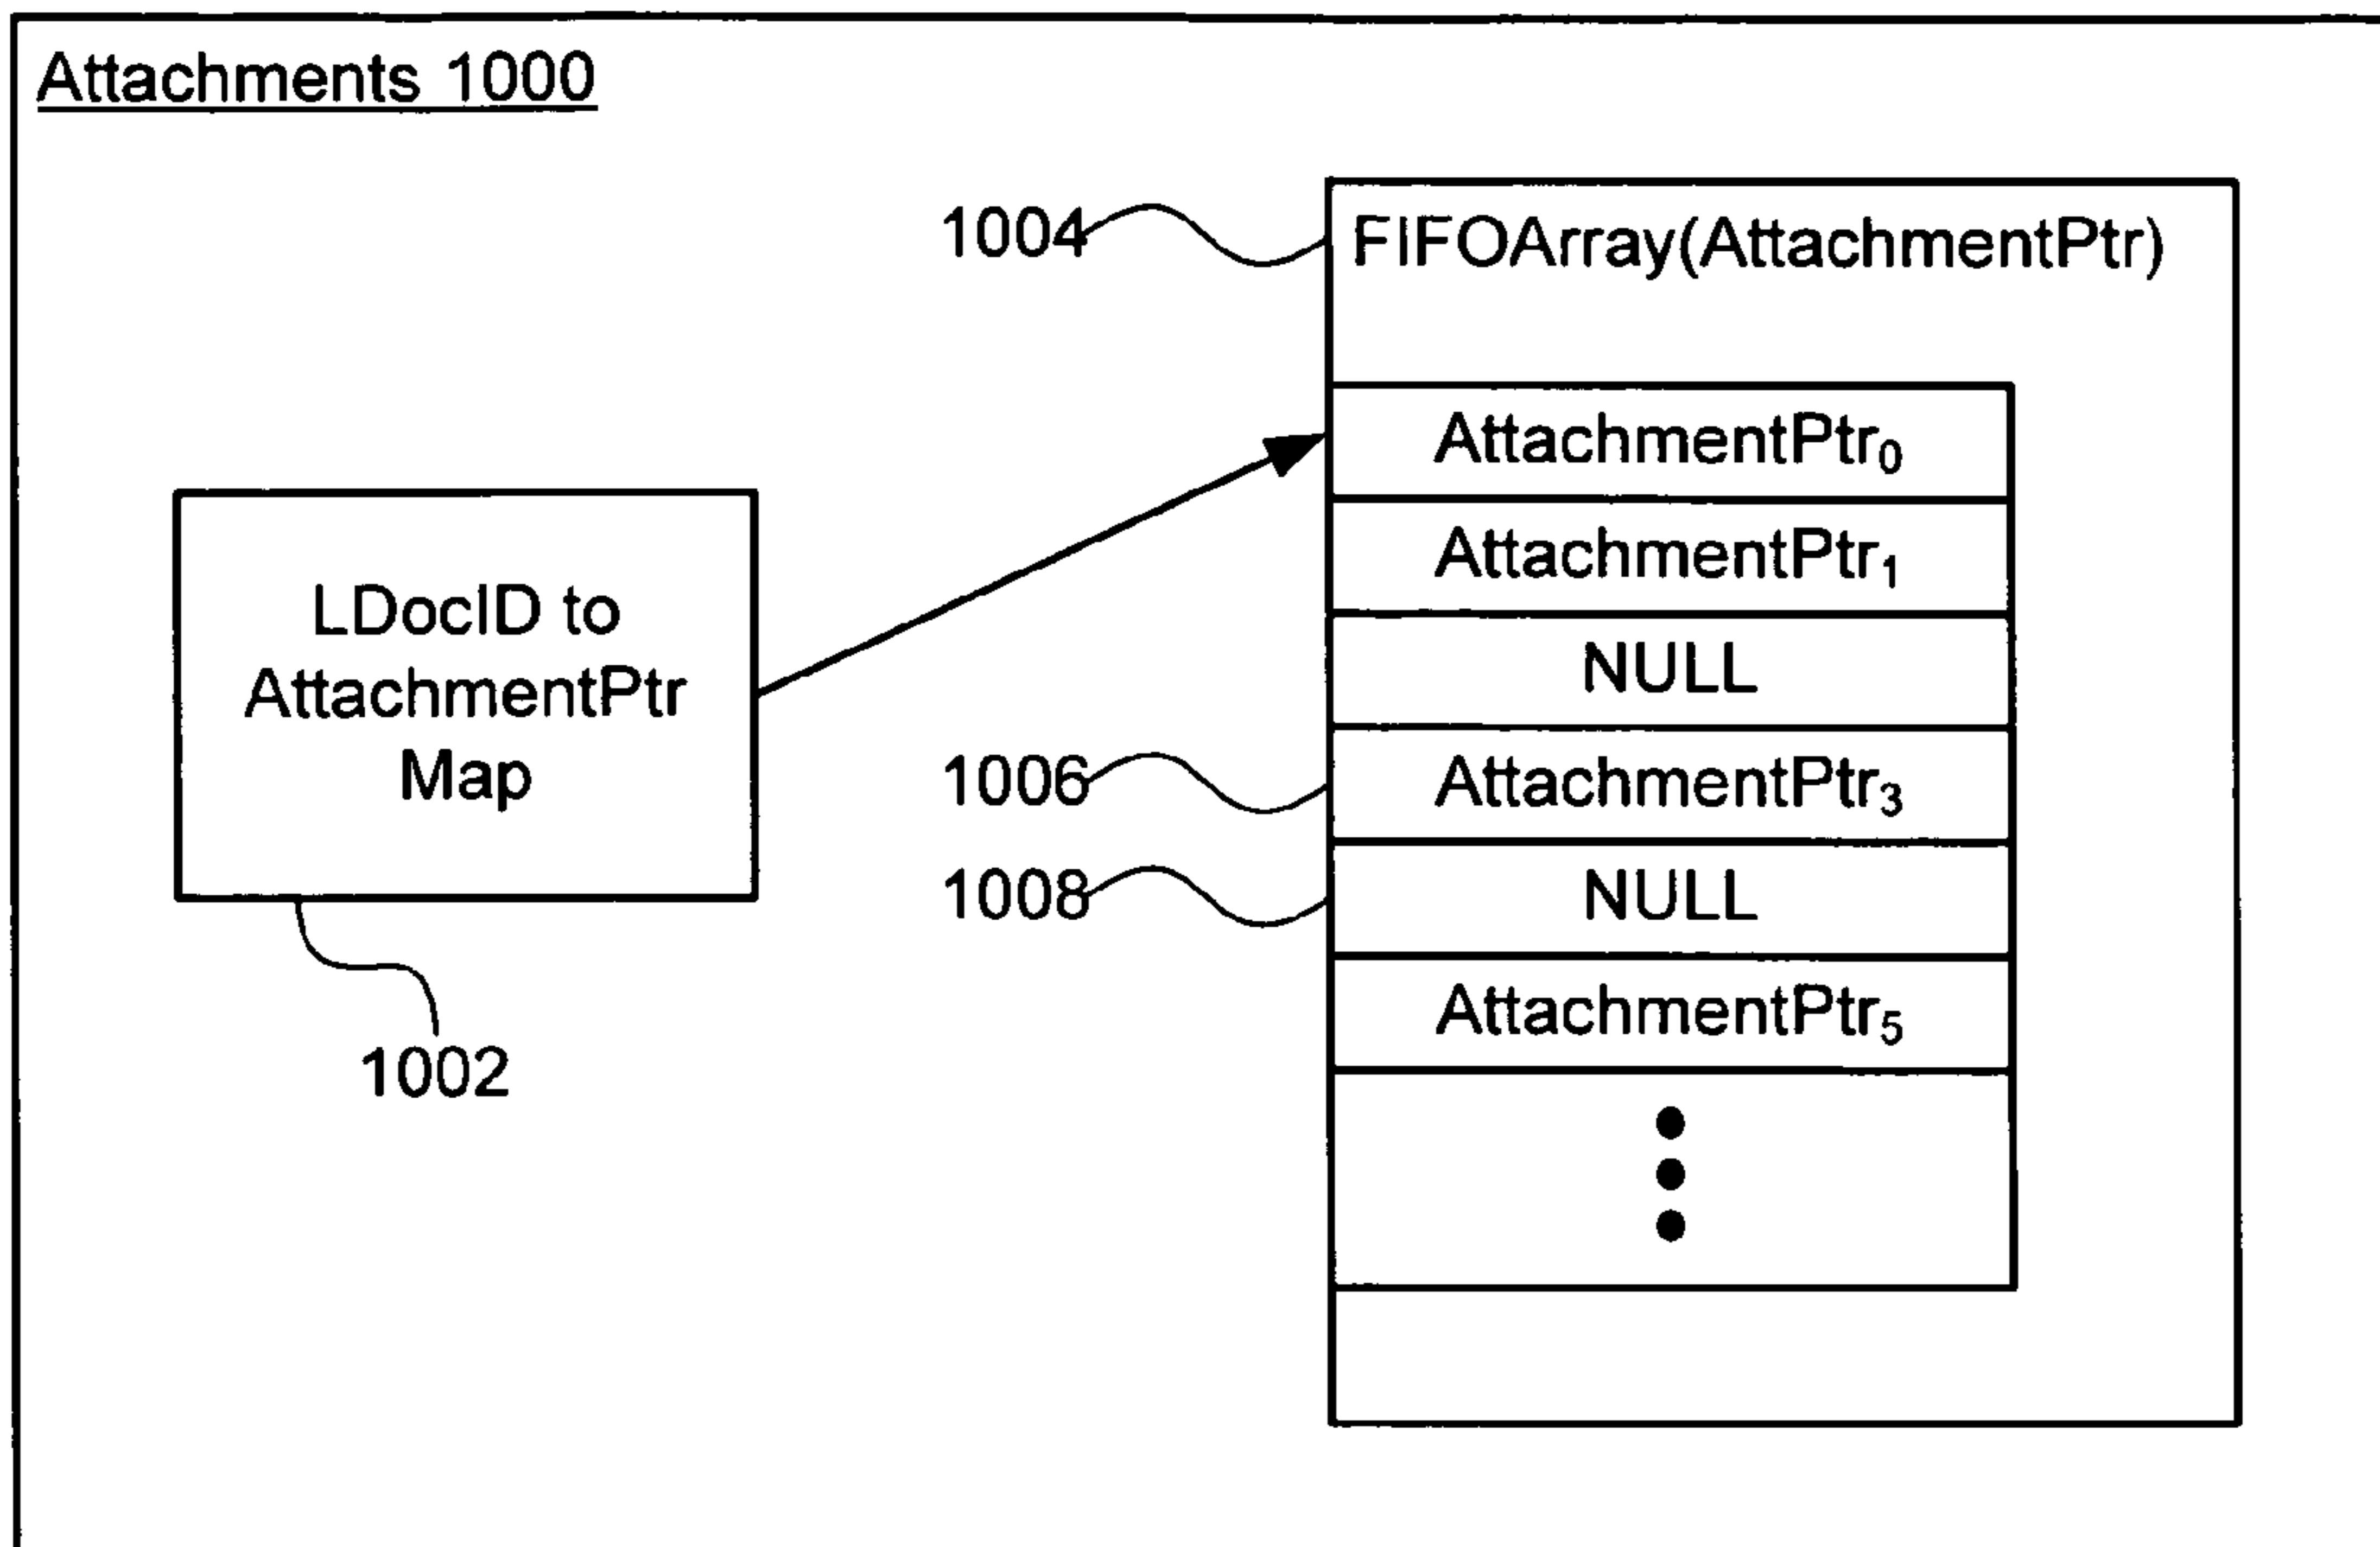 Attachments 1000
1004
FIFOArray(AttachmentPtr)
AttachmentPtr₀
AttachmentPtr₁
NULL
LDocID to
AttachmentPtr
Map
1006
AttachmentPtr₃
1008
NULL
AttachmentPtr₅
1002